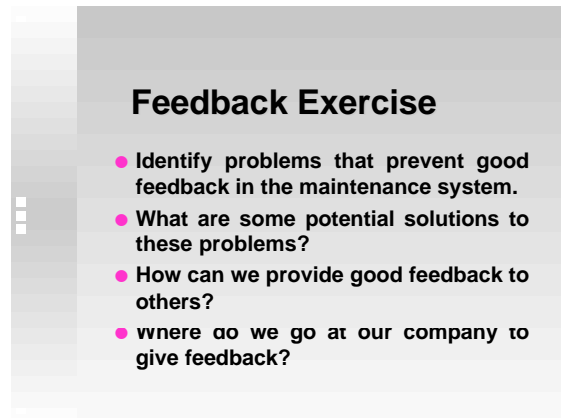 Feedback Exercise
Identify problems that prevent good
feedback in the maintenance system.
What are some potential solutions to
these problems?
How can we provide good feedback to
others?
Where do we go at our company to
give feedback?